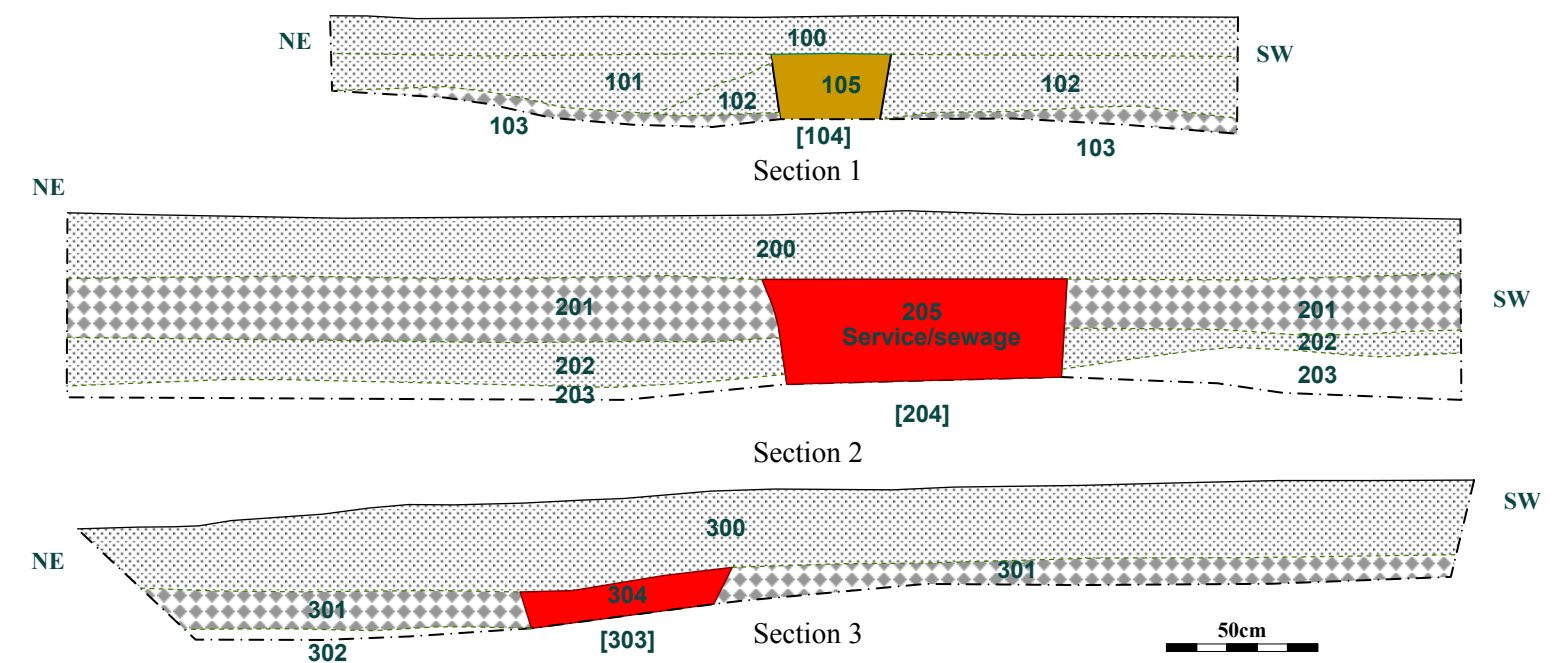 100
NE
SW
101
105
102
102
103
[104]
103
Section 1
NE
200
SW
201
205
201
Service/sewage
202
202
203
203
[204]
Section 2
SW
300
NE
301
304
301
[303]
Section 3
50cm
302